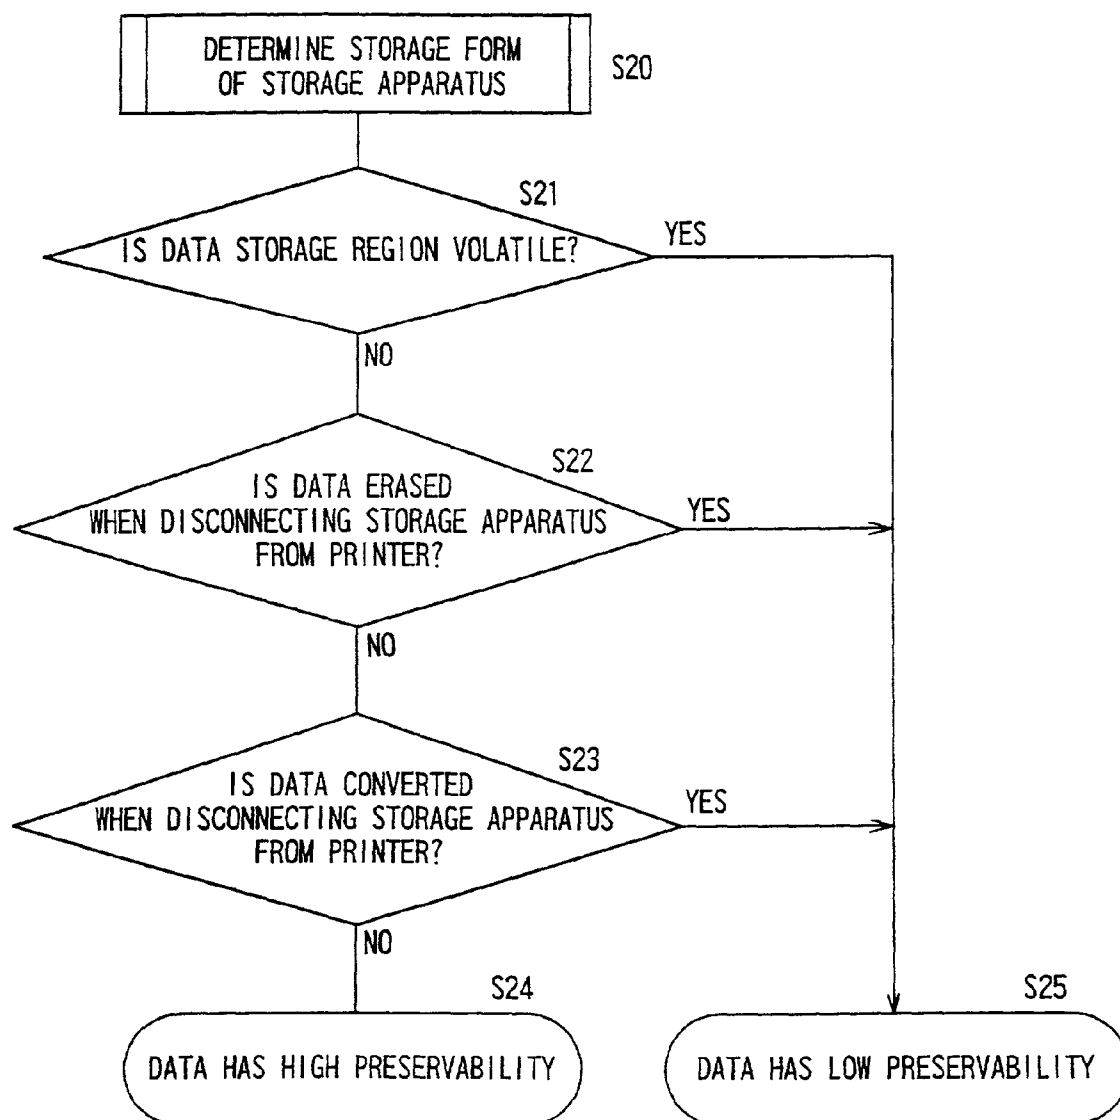 DETERMINE STORAGE FORM
OF STORAGE APPARATUS
S20
S21
IS DATA STORAGE REGION VOLATILE?
YES
NO
S22
IS DATA ERASED
WHEN DISCONNECTING STORAGE APPARATUS
FROM PRINTER?
YES
NO
S23
IS DATA CONVERTED
WHEN DISCONNECTING STORAGE APPARATUS
FROM PRINTER?
YES
NO
S24
DATA HAS HIGH PRESERVABILITY
S25
DATA HAS LOW PRESERVABILITY